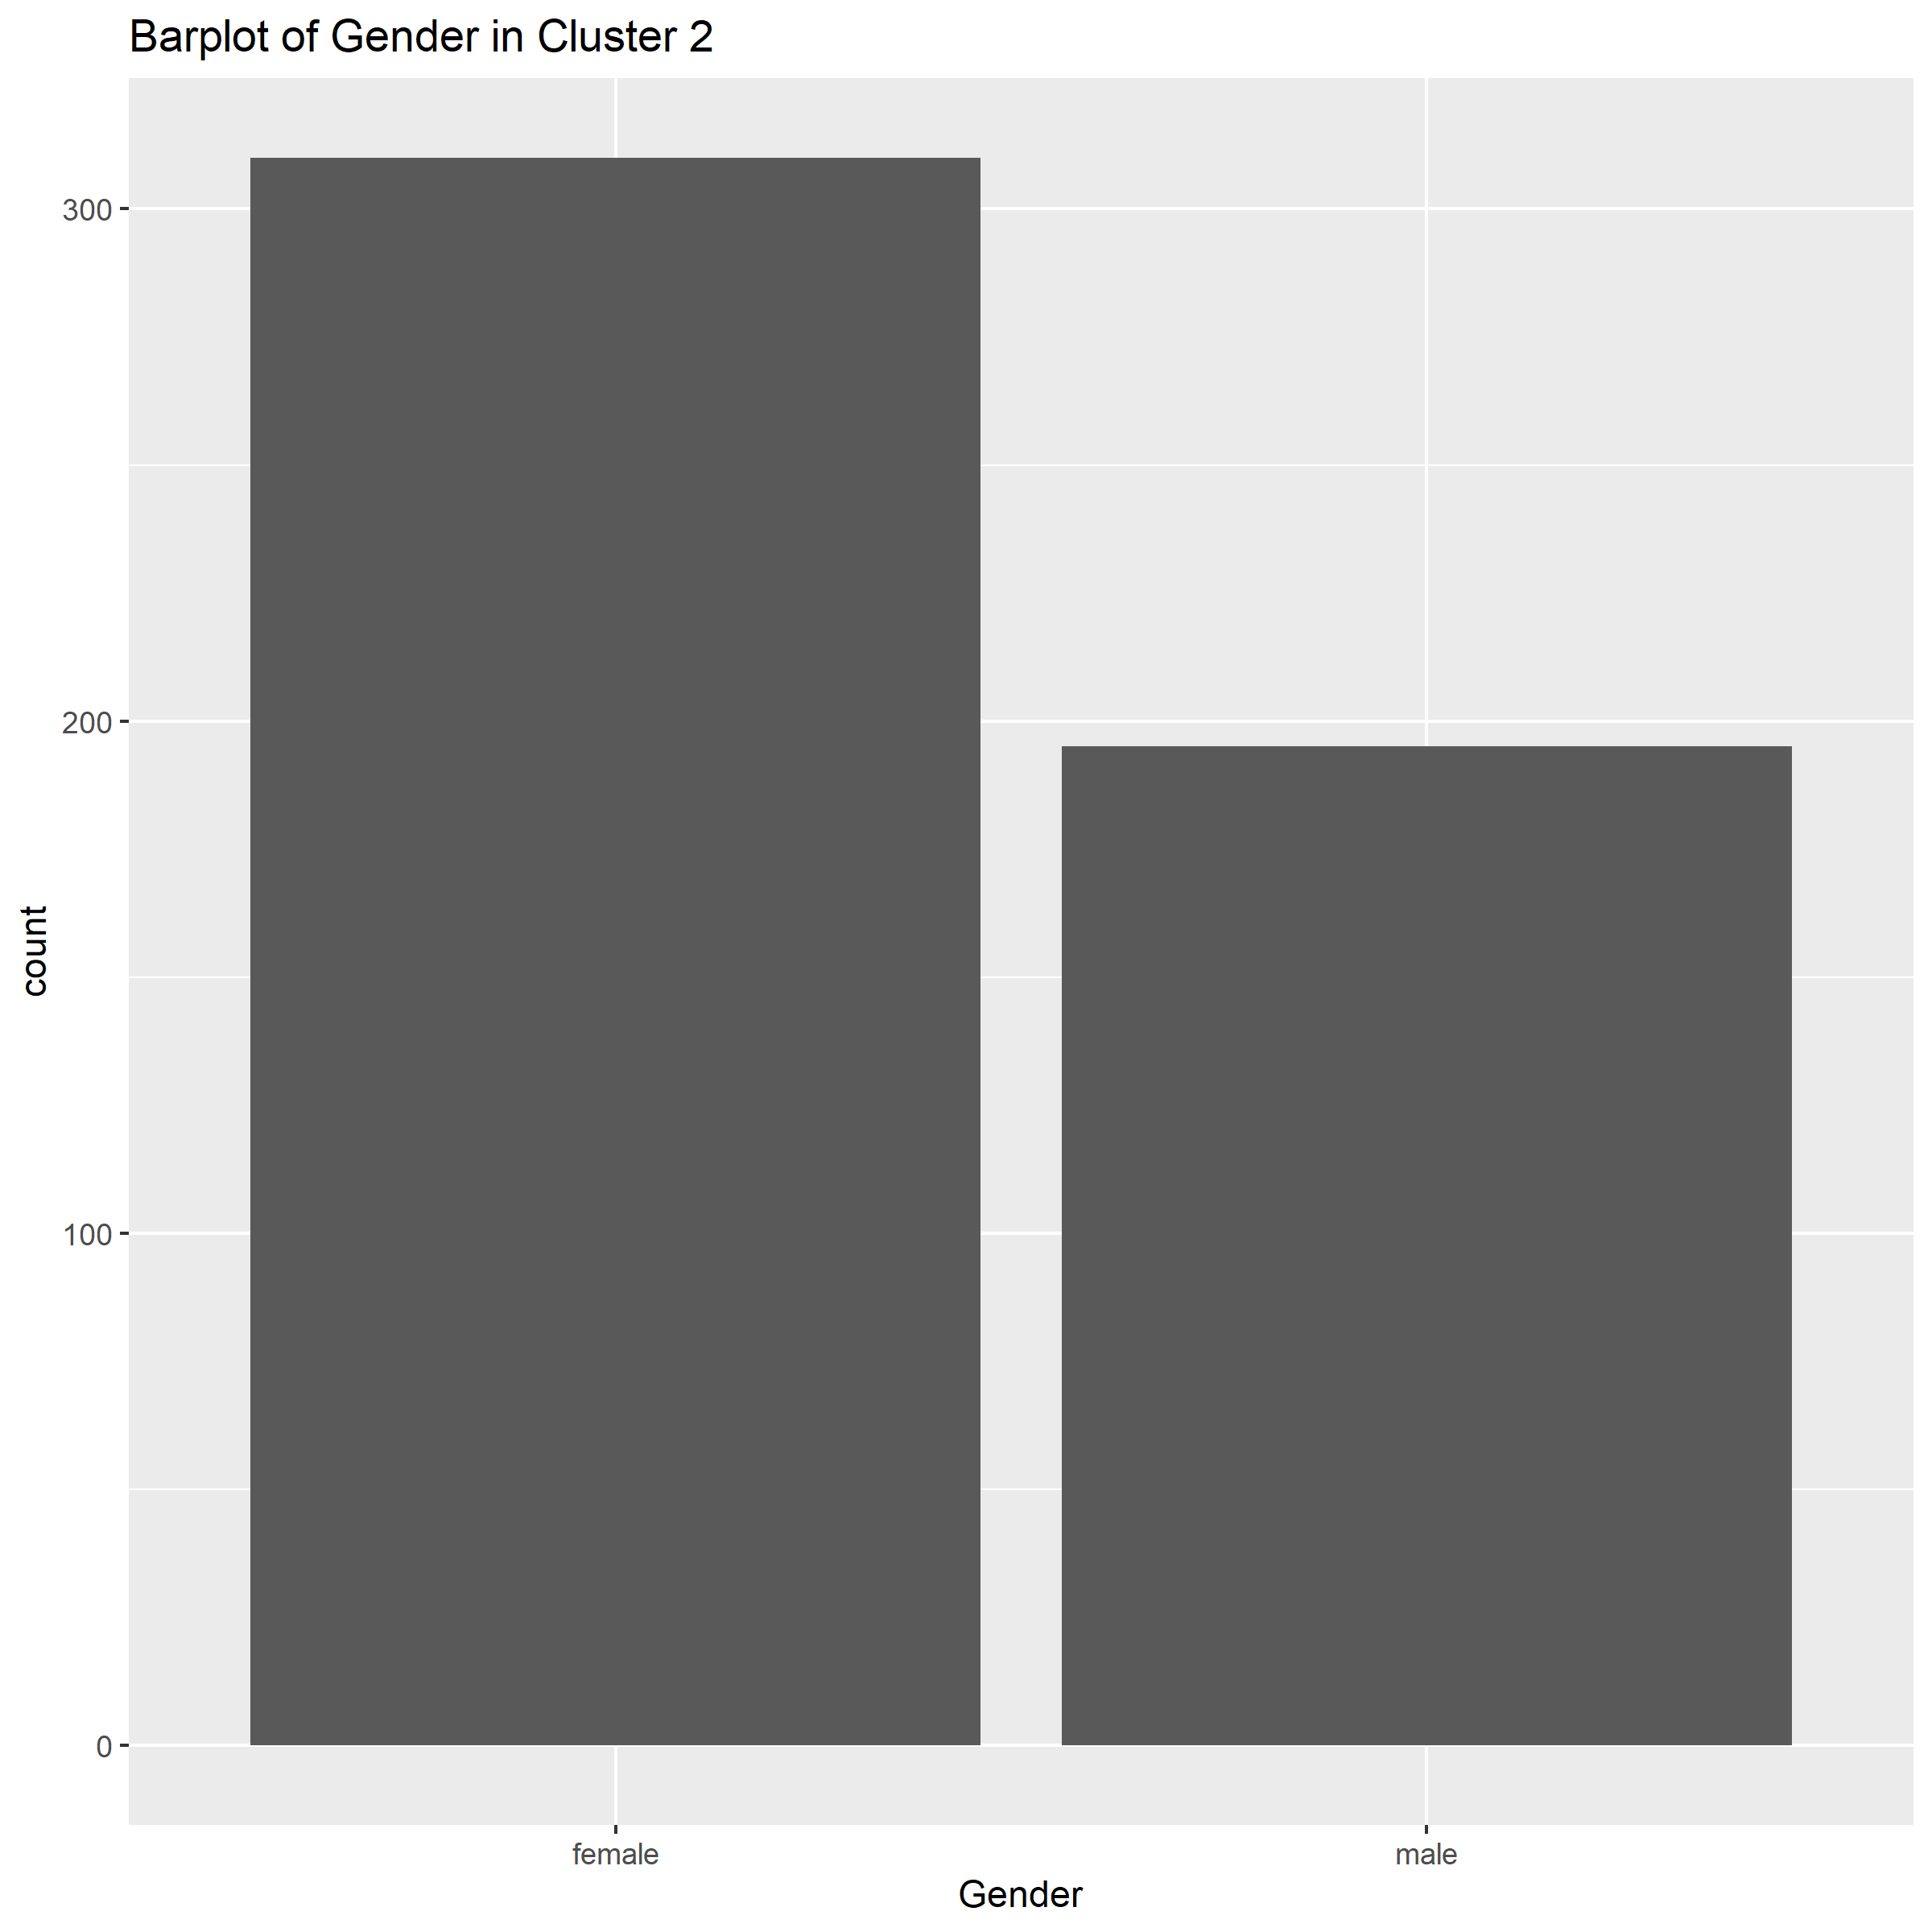 Barplot of Gender in Cluster 2
300
200
100
0
count
female male
Gender